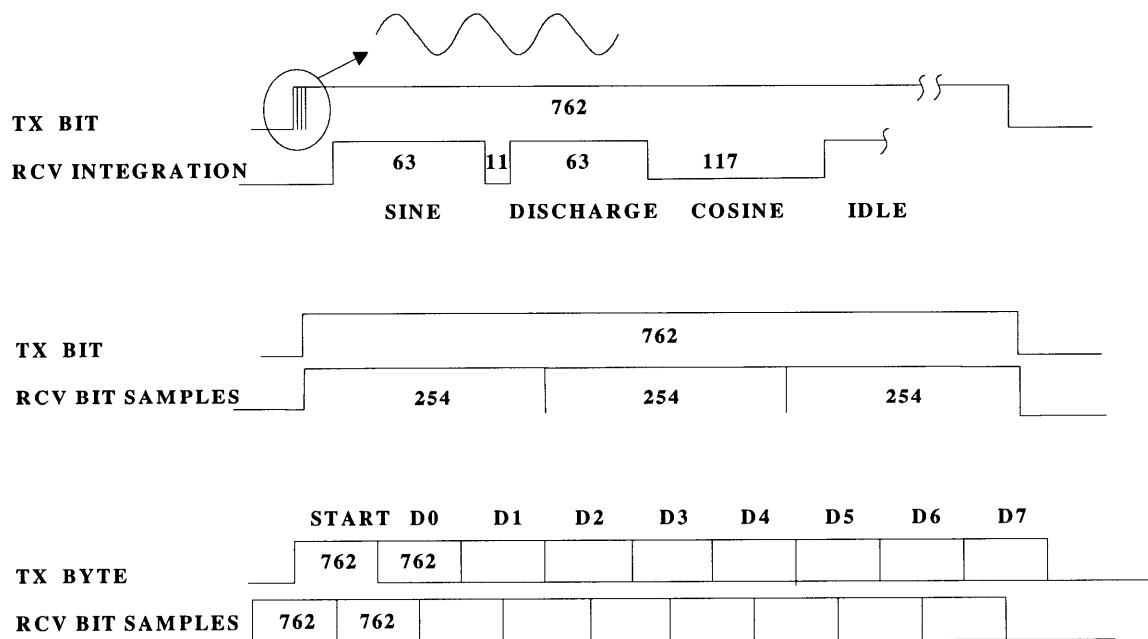 762
TX BIT
RCV INTEGRATION 63 11 63 117
SINE DISCHARGE COSINE IDLE
762
TX BIT
RCV BIT SAMPLES 254 254 254
START D0 D1 D2 D3 D4 D5 D6 D7
762 762
TX BYTE
RCV BIT SAMPLES 762 762